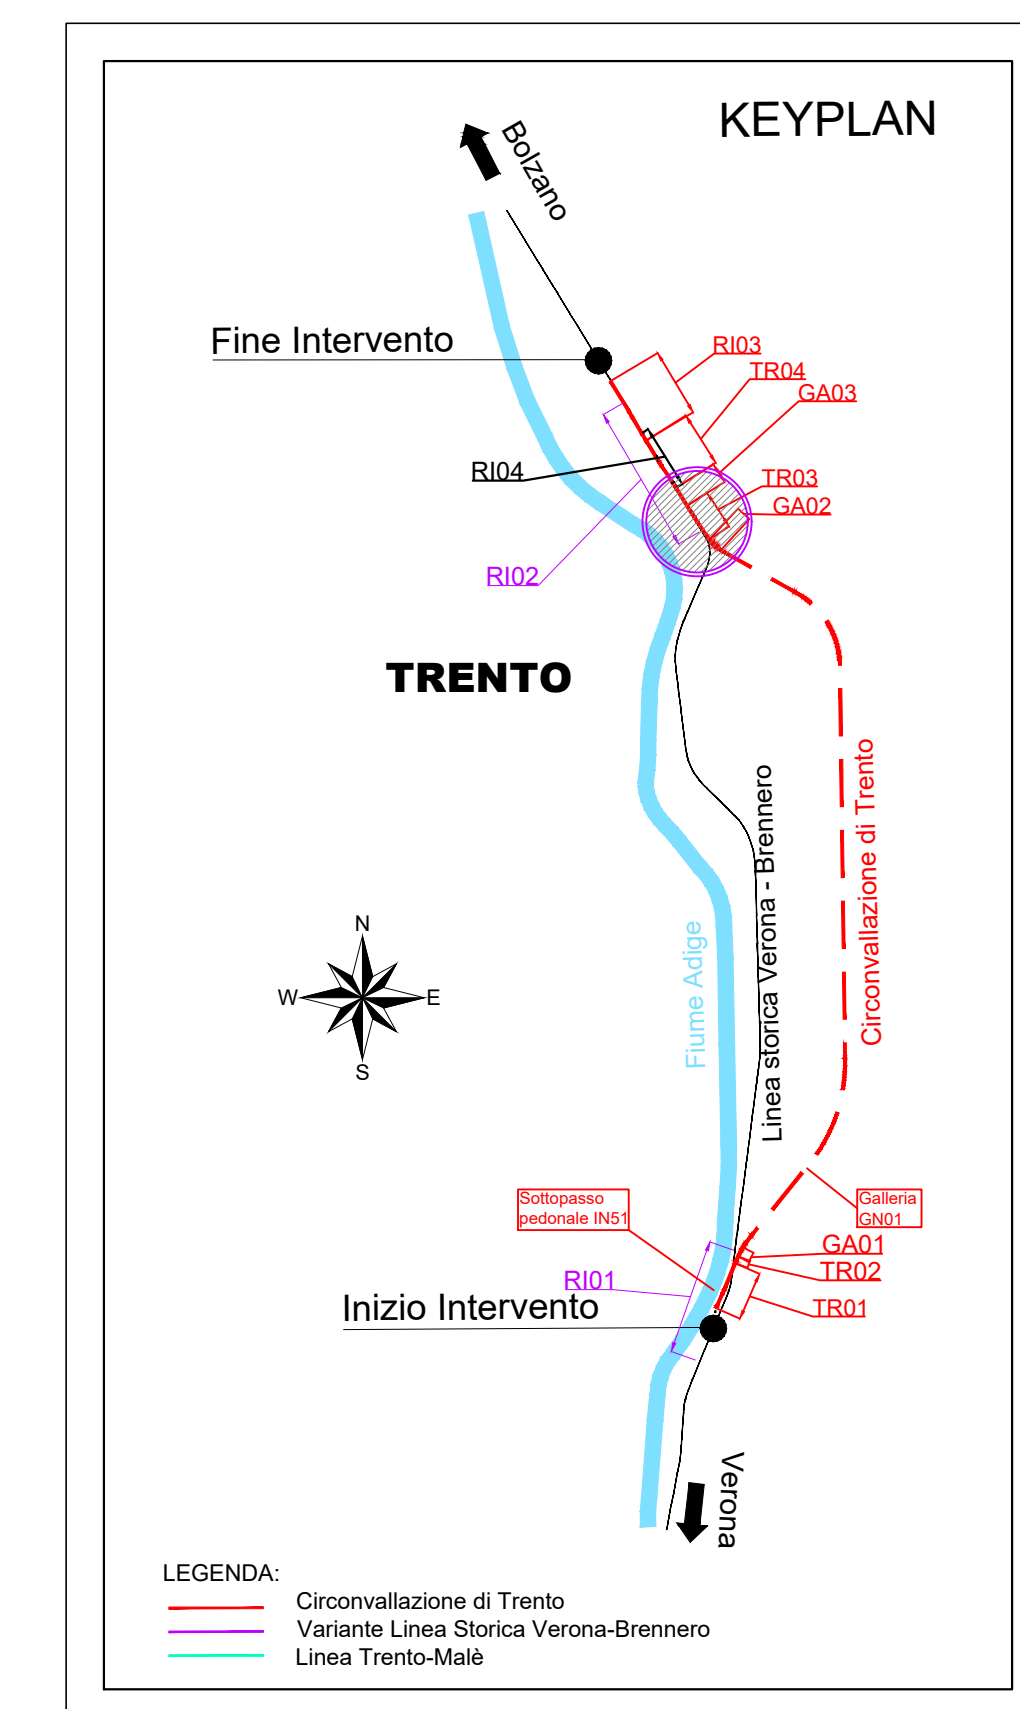 KEYPLAN
Bolzano
Fine Intervento
RI03
TR04
GA03
RI04
TR03
GA02
RI02
TRENTO
Circonvallazione di Trento
Linea storica Verona - Brennero
Fiume Adige
N
W
E
S
Sottopasso
pedonale IN51
Galleria
GN01
GA01
TR02
RI01
TR01
Inizio Intervento
Verona
LEGENDA:
Circonvallazione di Trento
Variante Linea Storica Verona-Brennero
Linea Trento-Malè